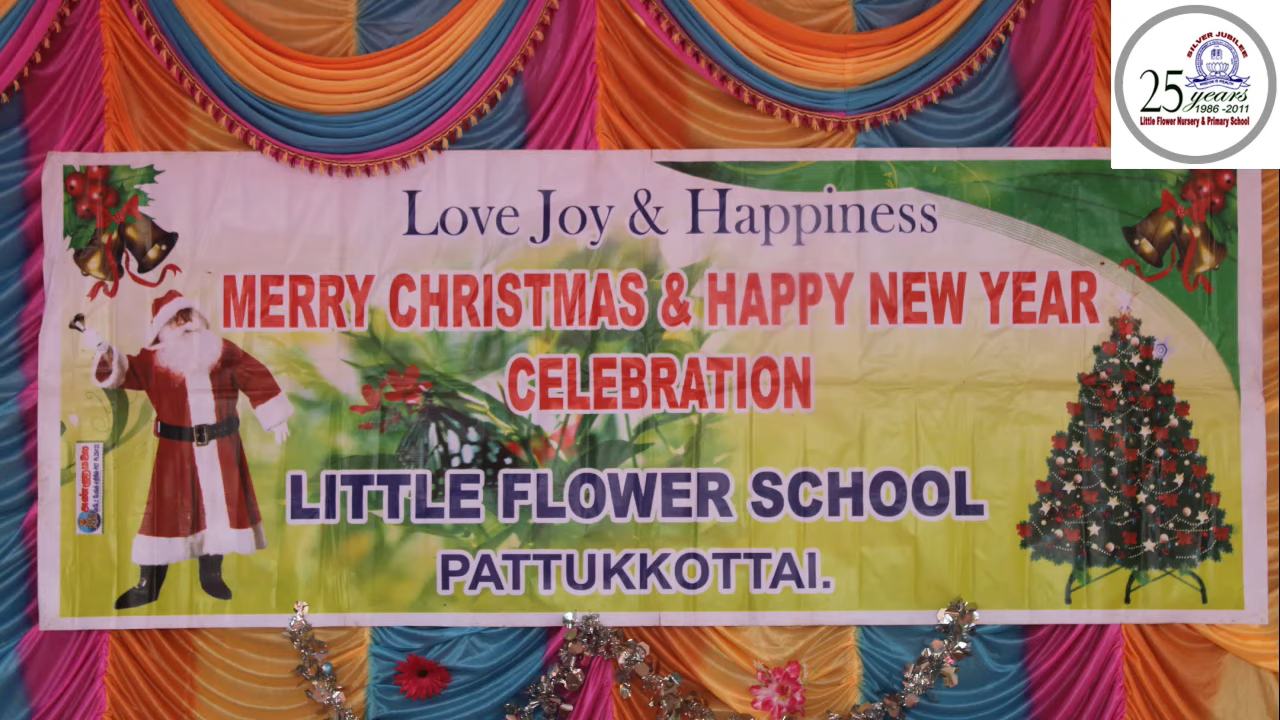 SILVER JUBILEE
25 years
1986 -2011
Little Flower Nursery & Primary School
Love Joy & Happiness
MERRY CHRISTMAS & HAPPY NEW YEAR
CELEBRATION
LITTLE FLOWER SCHOOL
PATTUKKOTTAI.